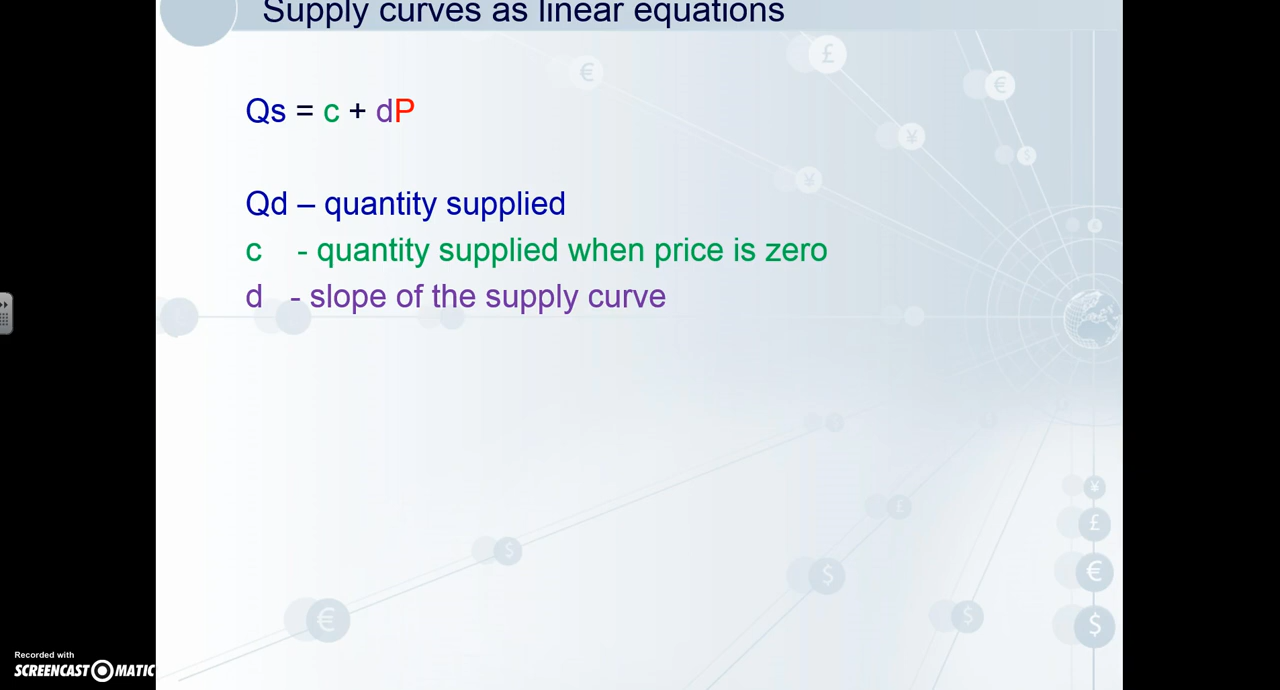 Supply curves as linear equations
Qs = c + dP
Qd – quantity supplied
c - quantity supplied when price is zero
d - slope of the supply curve
Recorded with
SCREENCAST-O-MATIC